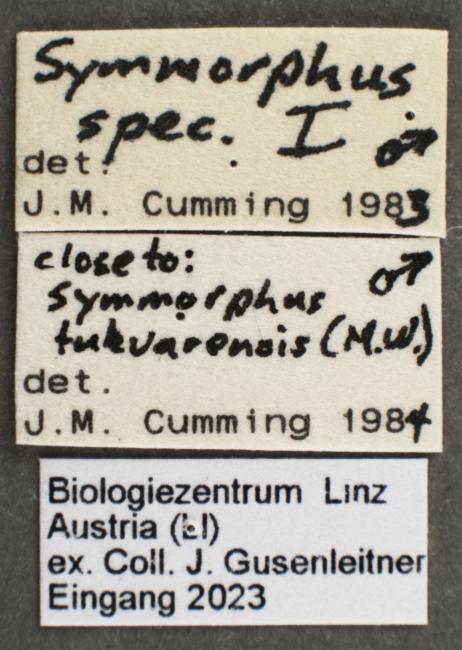 Symmorphus
spec. I ♂
det.
J.M. Cumming 1983
close to: ♂
Symmorphus
tukvarensis (M.W.)
det.
J.M. Cumming 1984
Biologiezentrum Linz
Austria (LI)
ex. Coll. J. Gusenleitner
Eingang 2023